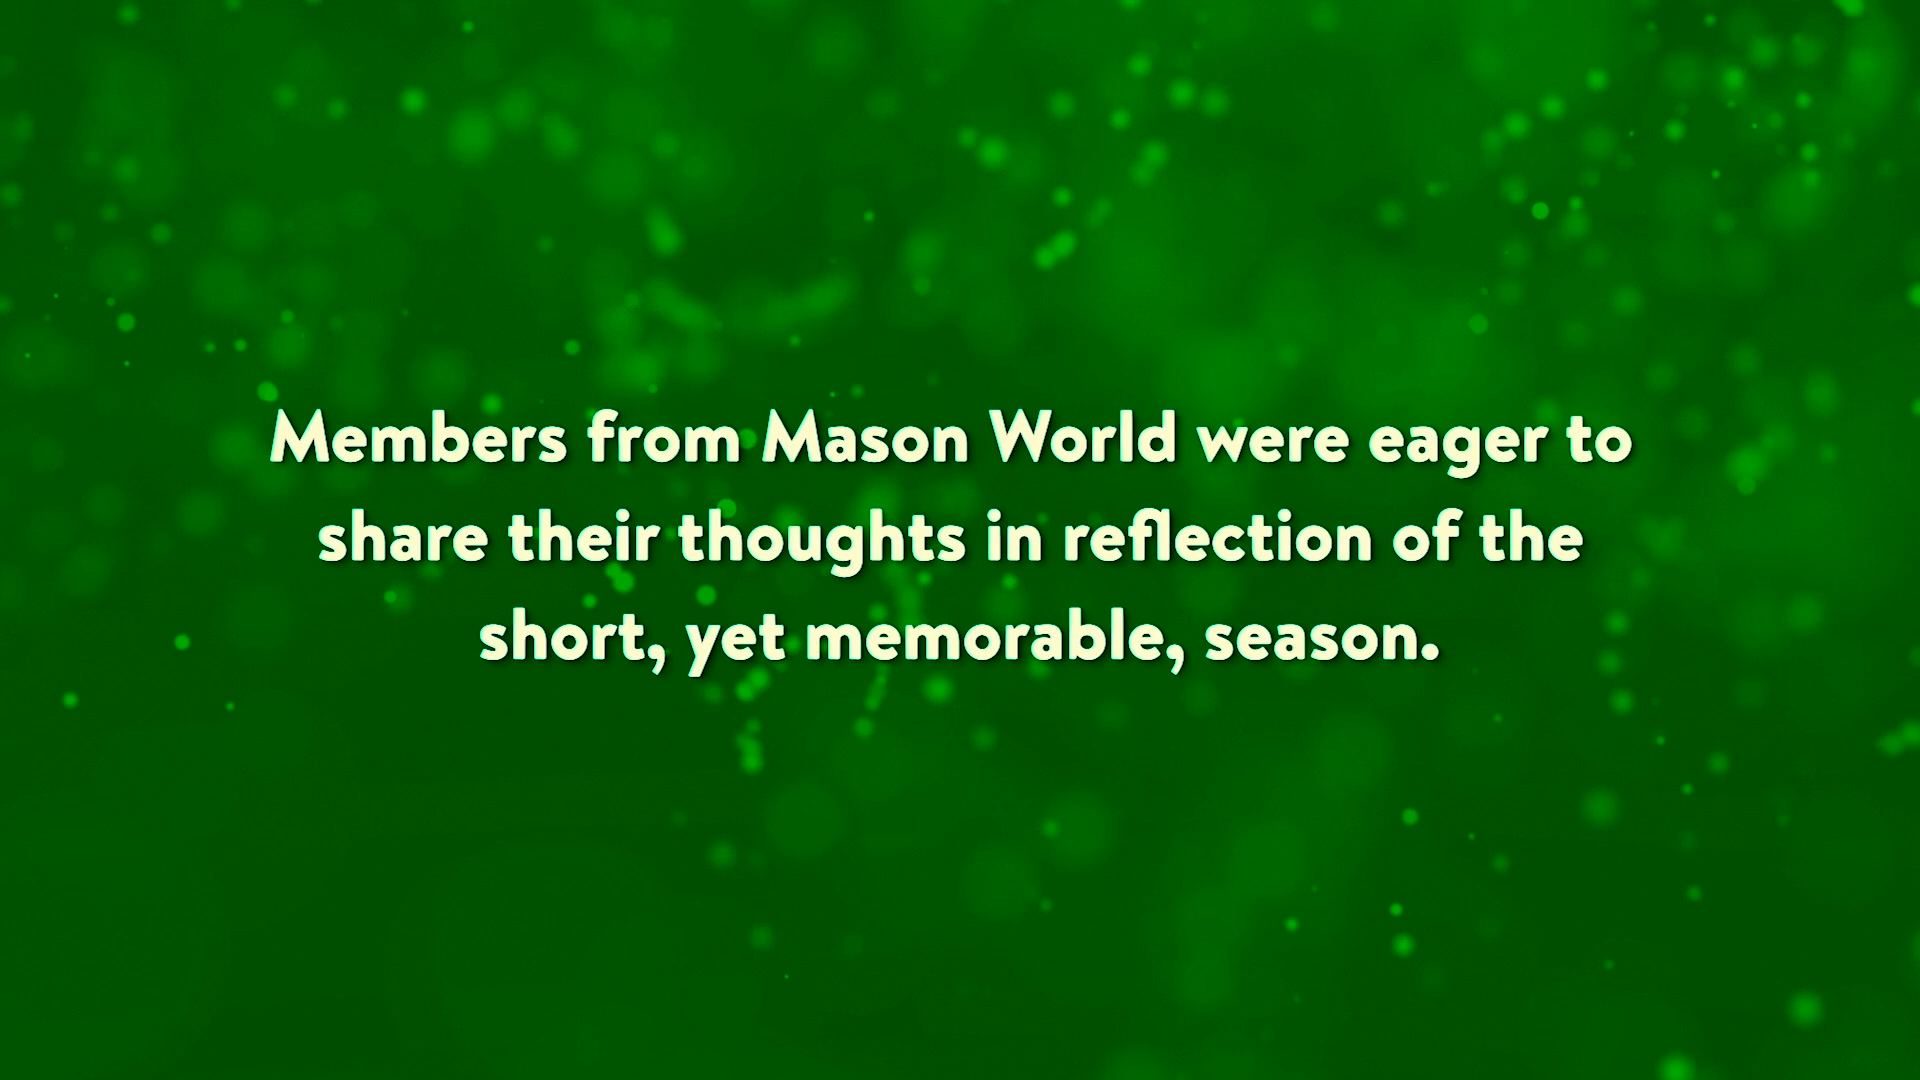 Members from Mason World were eager to
share their thoughts in reflection of the
short, yet memorable, season.